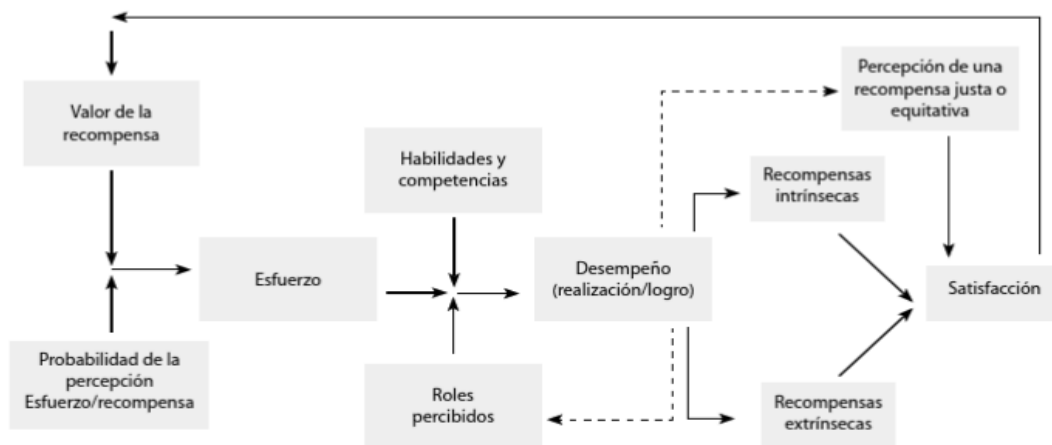 Valor de la
recompensa
Probabilidad de la
percepción
Esfuerzo/recompensa
Esfuerzo
Habilidades y
competencias
Roles
percibidos
Desempeño
(realización/logro)
Percepción de una
recompensa justa o
equitativa
Recompensas
intrínsecas
Recompensas
extrínsecas
Satisfacción